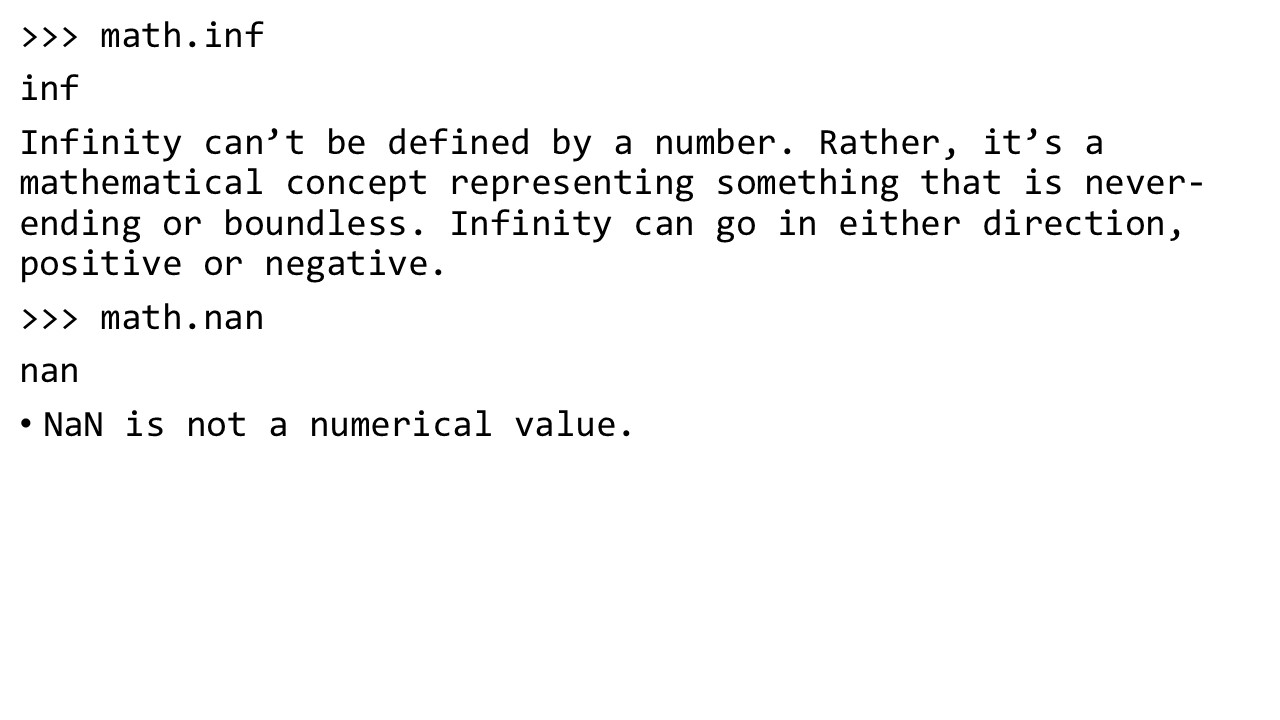 >>> math.inf
inf
Infinity can’t be defined by a number. Rather, it’s a
mathematical concept representing something that is never-
ending or boundless. Infinity can go in either direction,
positive or negative.
>>> math.nan
nan
• NaN is not a numerical value.